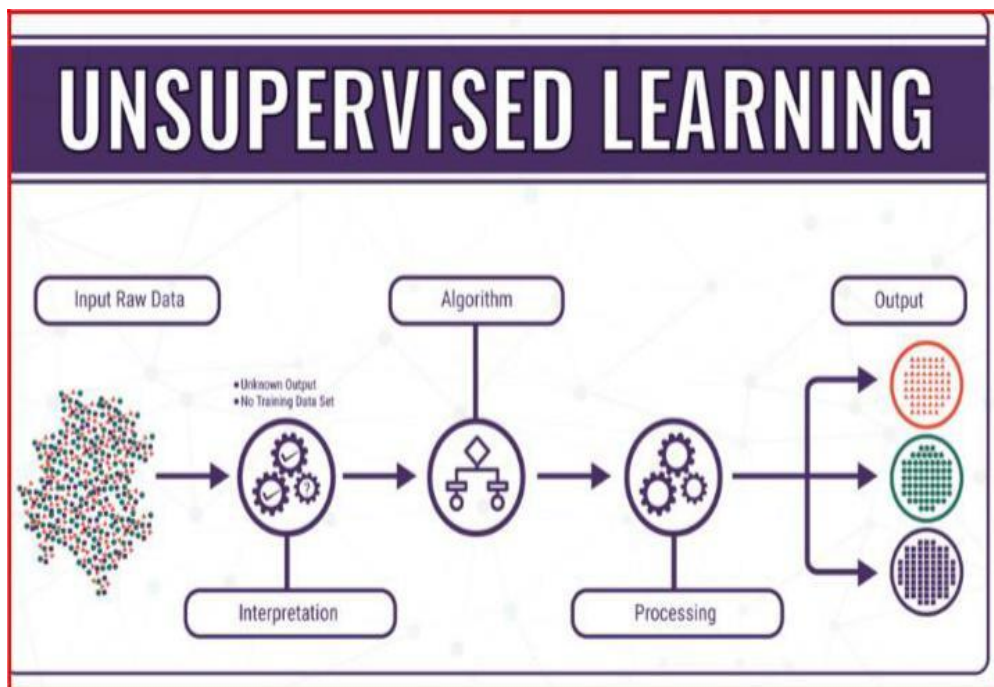 UNSUPERVISED LEARNING
Input Raw Data
Algorithm
Output
• Unknown Output
• No Training Data Set
Interpretation
Processing